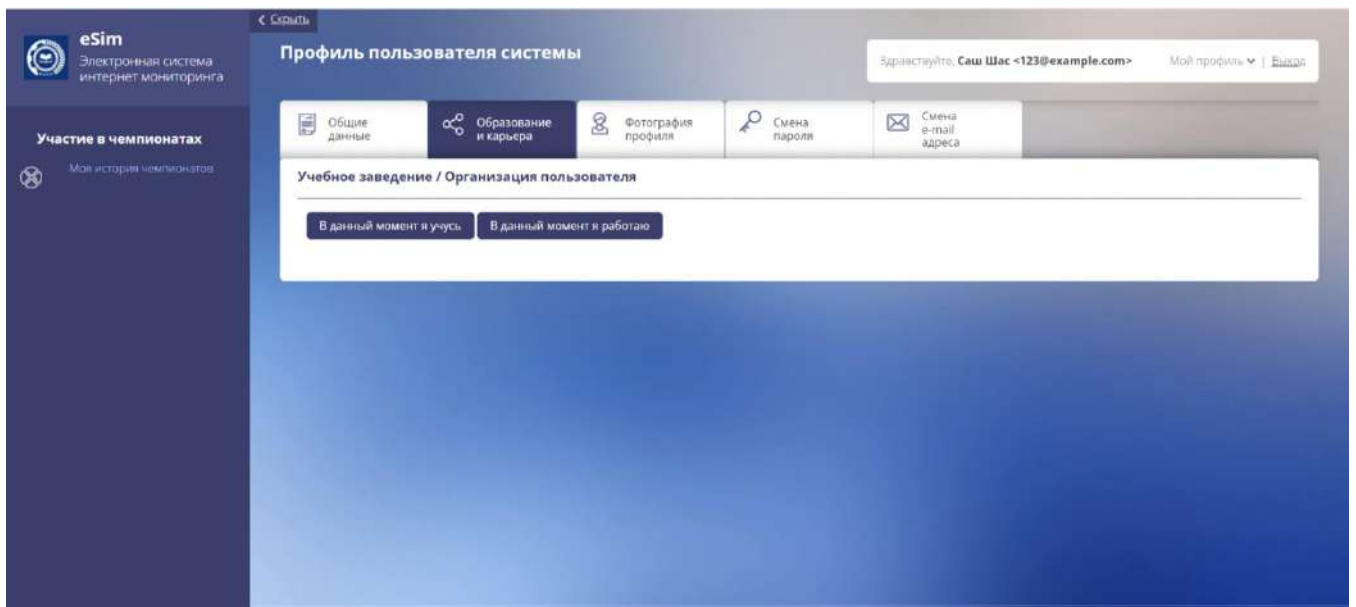 eSim
Электронная система
интернет мониторинга
Участие в чемпионатах
Моя история чемпионатов
< Скрыть
Профиль пользователя системы
Здравствуйте, Саш Шас <123@example.com>
Мой профиль | Выход
Общие
данные
Образование
и карьера
Фотография
профиля
Смена
пароля
Смена
e-mail
адреса
Учебное заведение / Организация пользователя
В данный момент я учусь
В данный момент я работаю